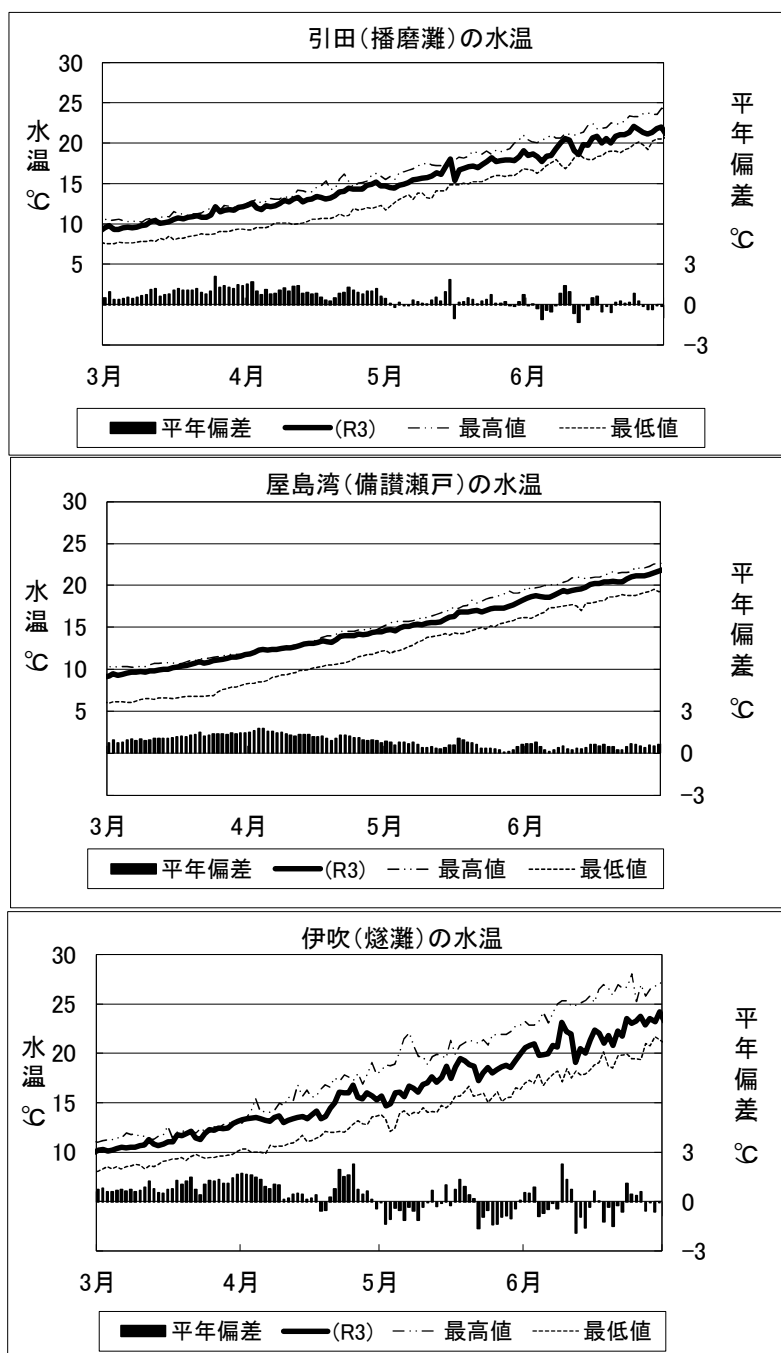 引田（播磨灘）の水温
30
25
20
15
10
5
水温 ℃
平年偏差 ℃
3
0
−3
3月 4月 5月 6月
平年偏差 (R3) 最高値 最低値
屋島湾（備讃瀬戸）の水温
30
25
20
15
10
5
水温 ℃
平年偏差 ℃
3
0
−3
3月 4月 5月 6月
平年偏差 (R3) 最高値 最低値
伊吹（燧灘）の水温
30
25
20
15
10
水温 ℃
平年偏差 ℃
3
0
−3
3月 4月 5月 6月
平年偏差 (R3) 最高値 最低値